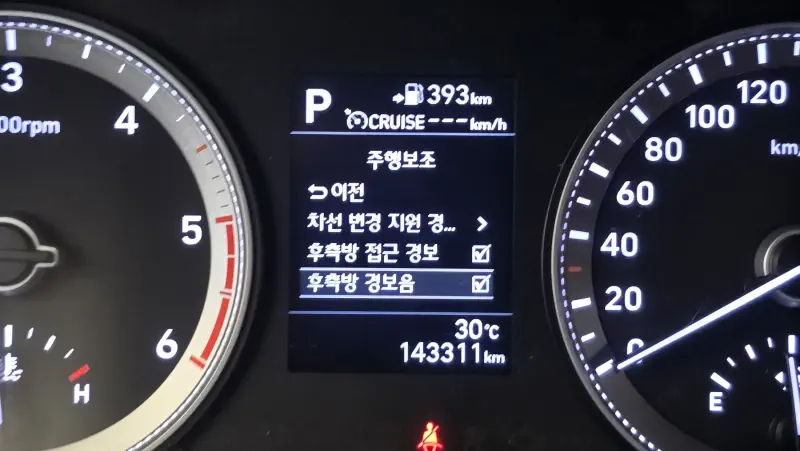 P
393km
CRUISE ---km/h
주행보조
이전
차선 변경 지원 경...
후측방 접근 경보
후측방 경보음
30℃
143311km
3
00rpm
4
5
6
H
120
100
km/
80
60
40
20
0
E